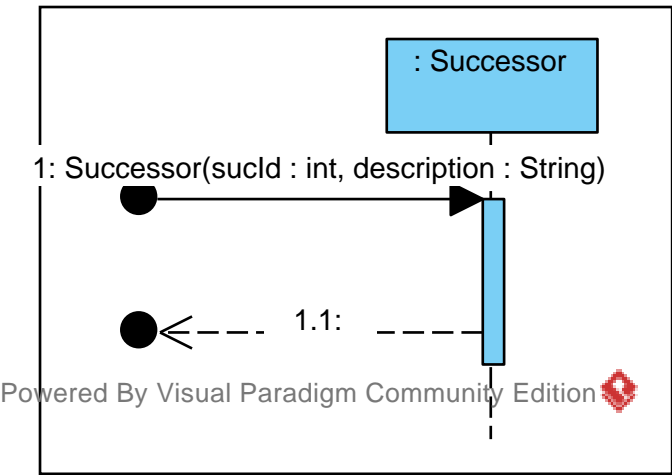 : Successor
1: Successor(sucId : int, description : String)
1.1:
Powered By Visual Paradigm Community Edition